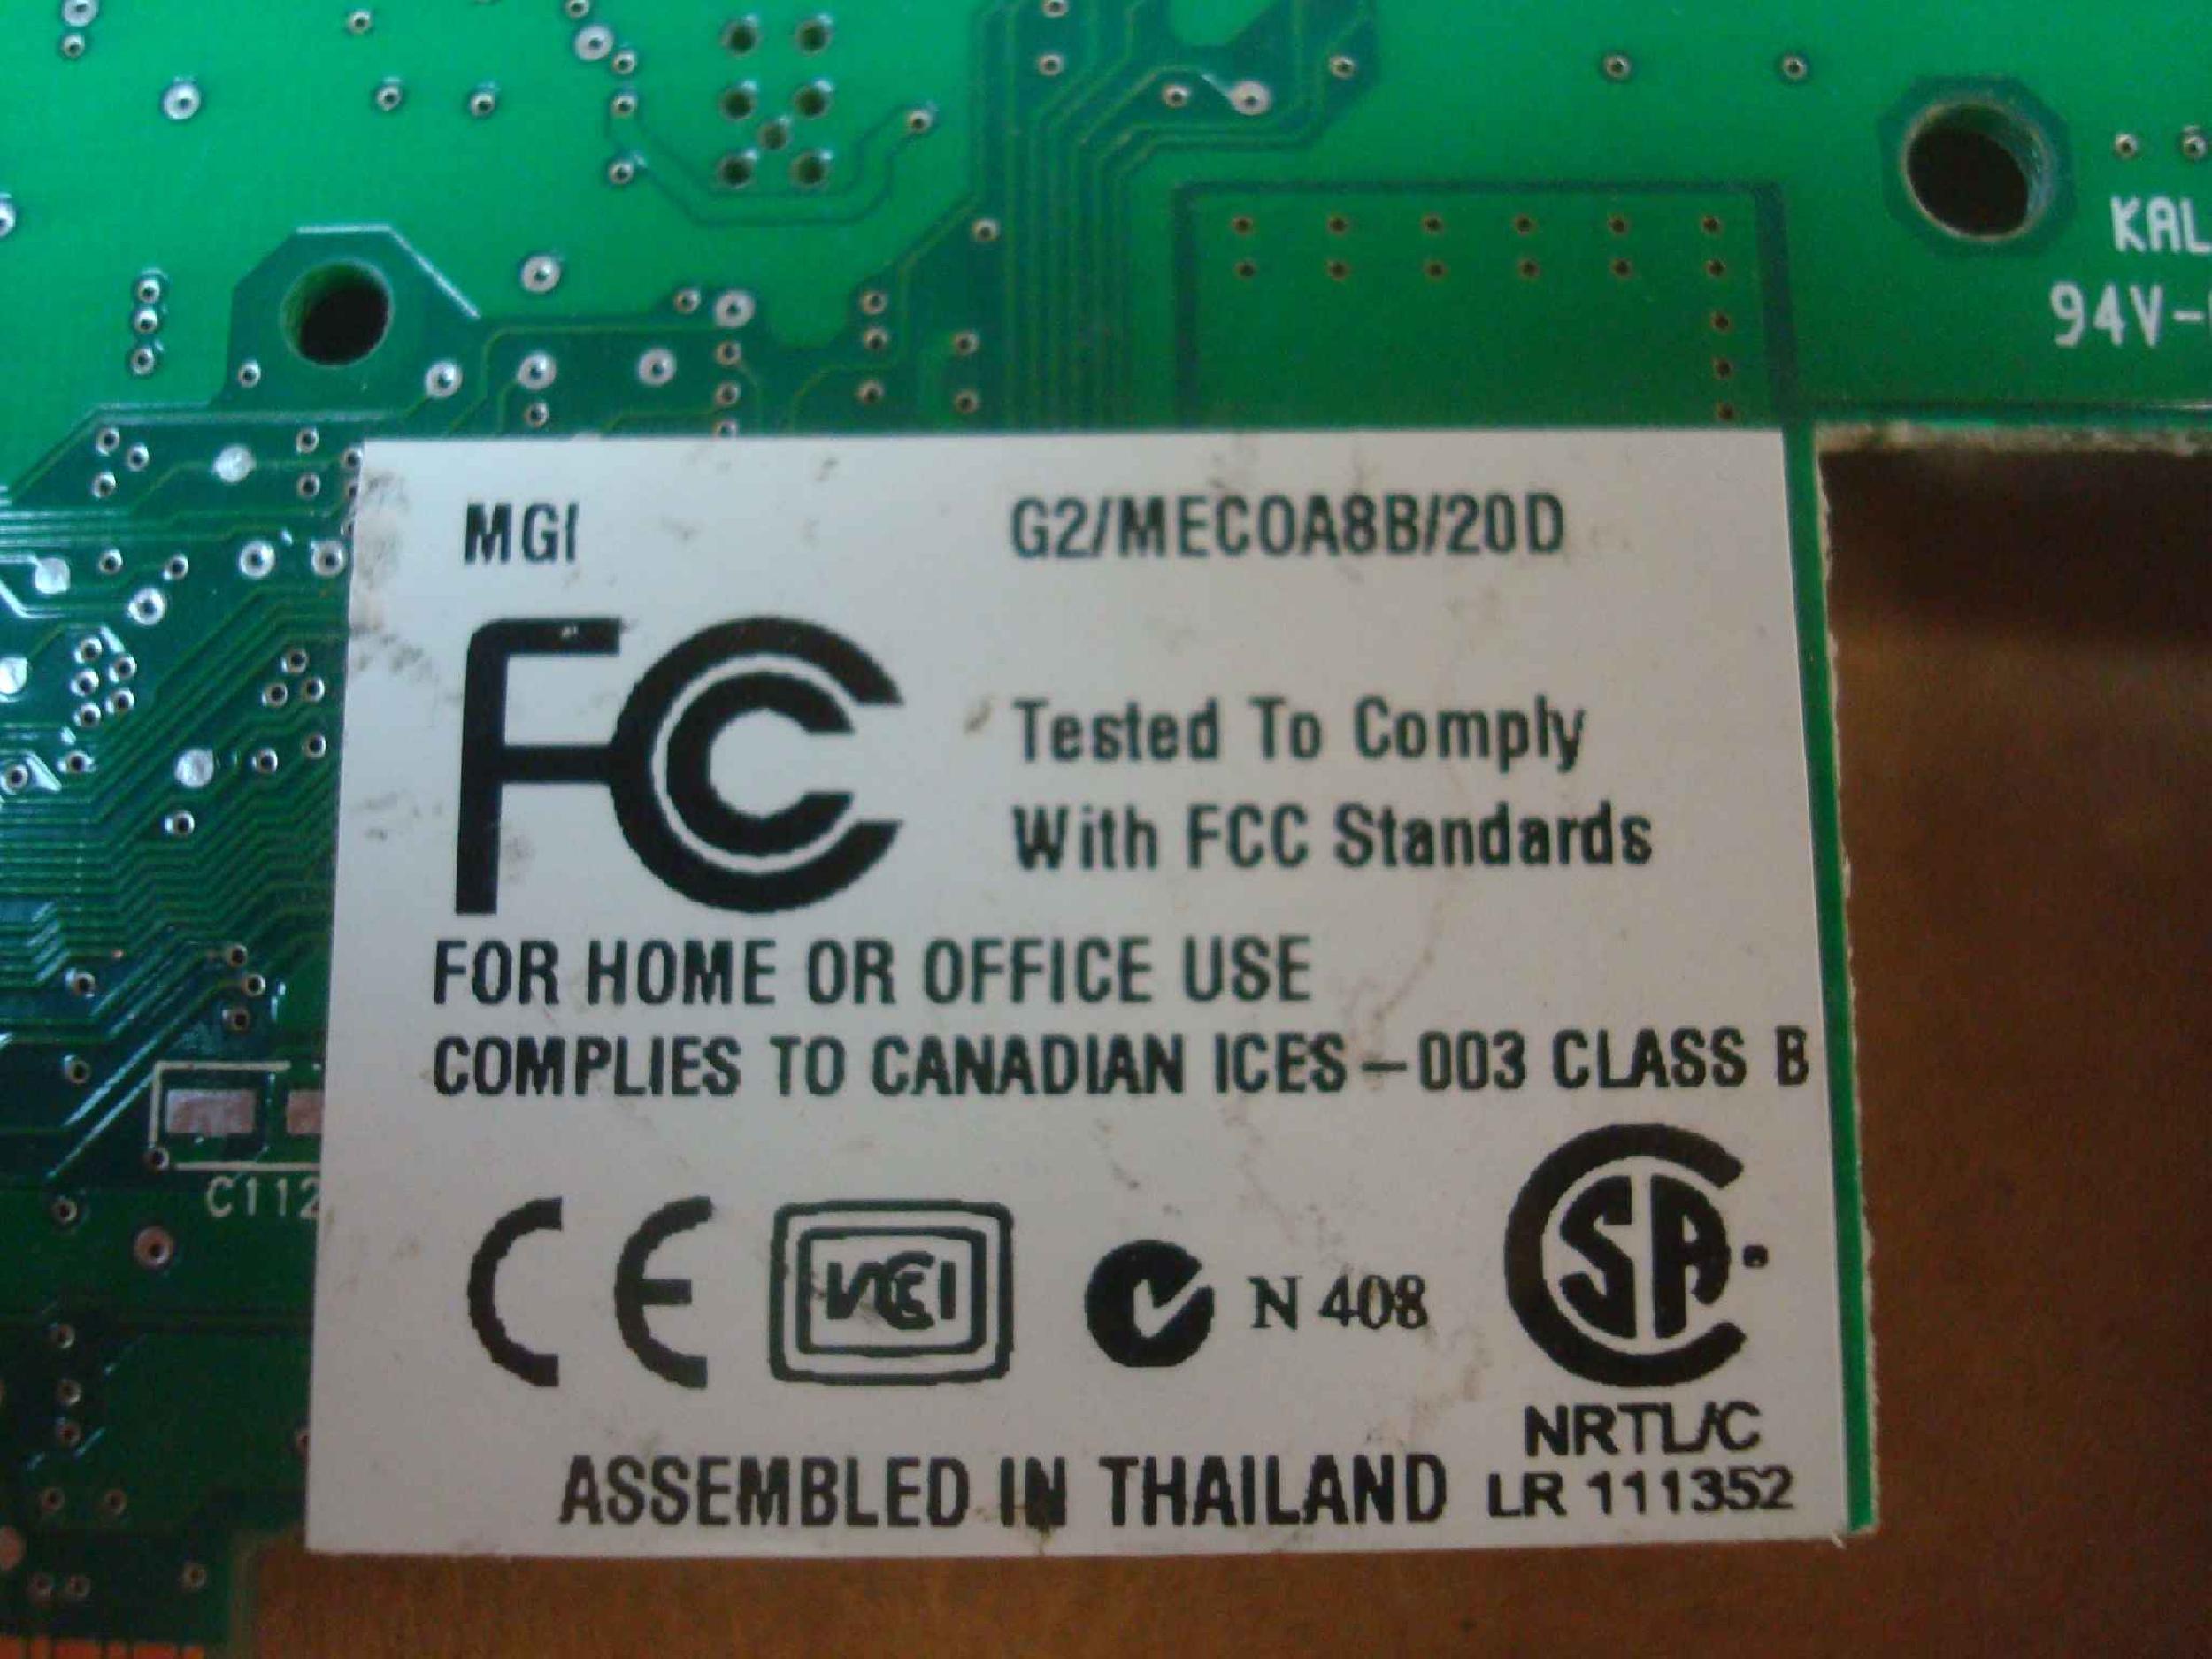 KAL
94V-
MGI G2/MECOA8B/20D
FC
Tested To Comply
With FCC Standards
FOR HOME OR OFFICE USE
COMPLIES TO CANADIAN ICES-003 CLASS B
C112
CE VCCI N 408 CSA
NRTL/C
LR 111352
ASSEMBLED IN THAILAND